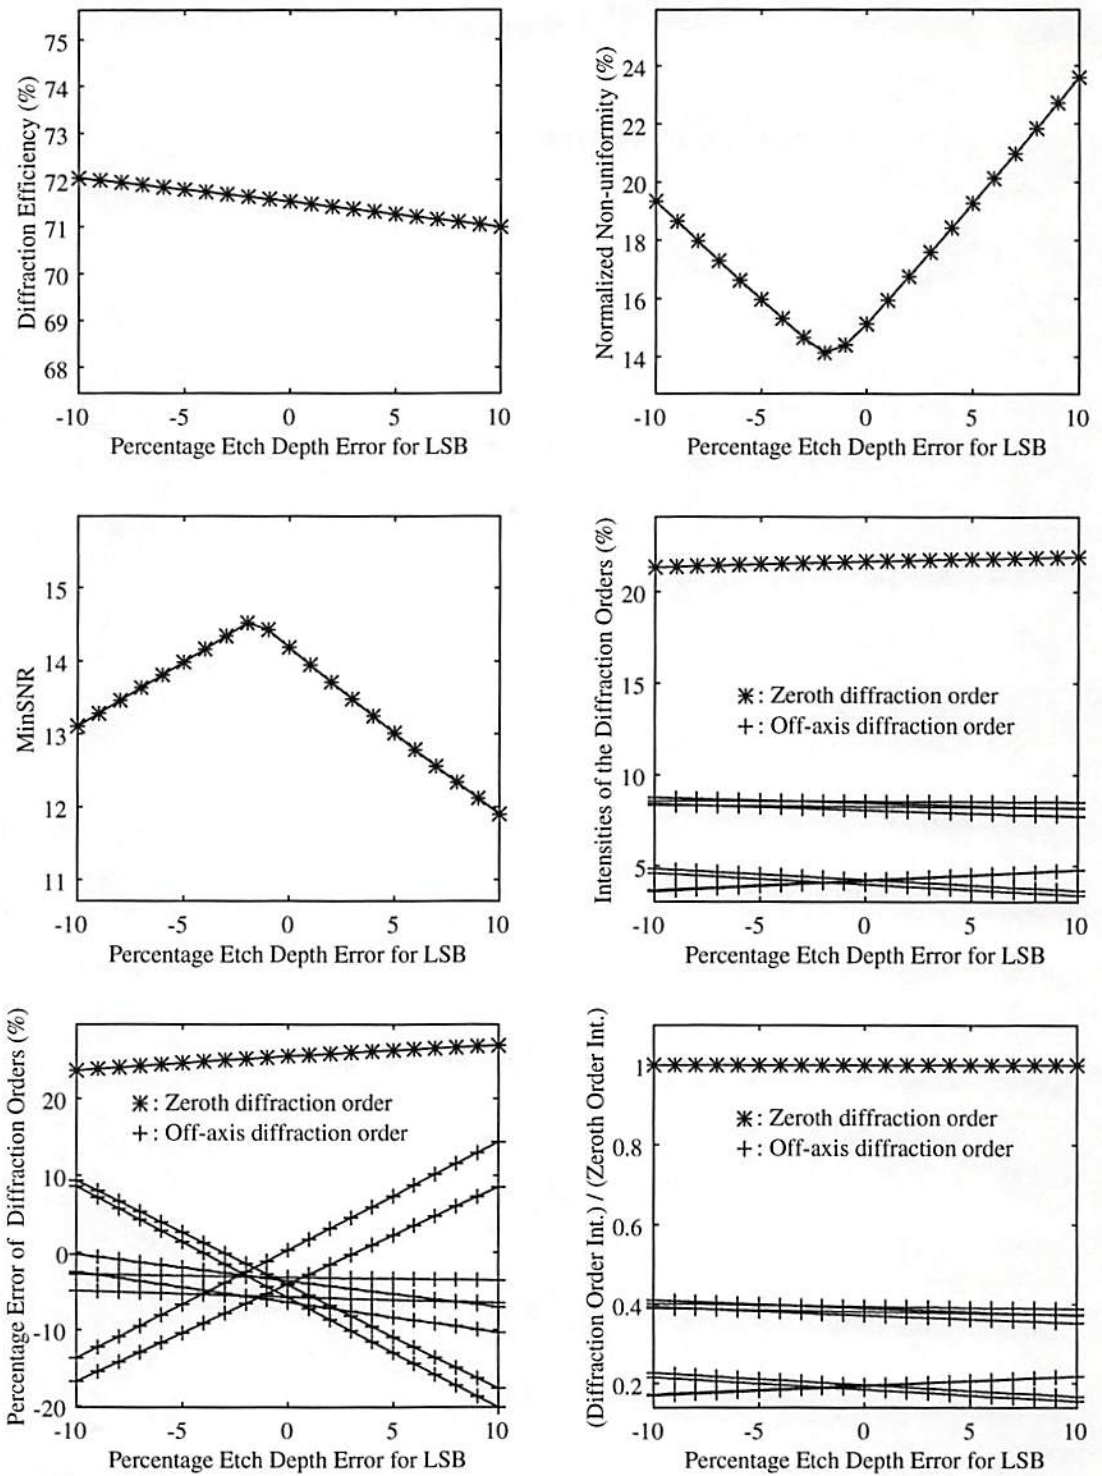 Diffraction Efficiency (%)
75
74
73
72
71
70
69
68
-10 -5 0 5 10
Percentage Etch Depth Error for LSB
Normalized Non-uniformity (%)
24
22
20
18
16
14
-10 -5 0 5 10
Percentage Etch Depth Error for LSB
MinSNR
15
14
13
12
11
-10 -5 0 5 10
Percentage Etch Depth Error for LSB
Intensities of the Diffraction Orders (%)
20
15
10
5
✳: Zeroth diffraction order
+: Off-axis diffraction order
-10 -5 0 5 10
Percentage Etch Depth Error for LSB
Percentage Error of Diffraction Orders (%)
20
10
0
-10
-20
✳: Zeroth diffraction order
+: Off-axis diffraction order
-10 -5 0 5 10
Percentage Etch Depth Error for LSB
(Diffraction Order Int.) / (Zeroth Order Int.)
1
0.8
0.6
0.4
0.2
✳: Zeroth diffraction order
+: Off-axis diffraction order
-10 -5 0 5 10
Percentage Etch Depth Error for LSB